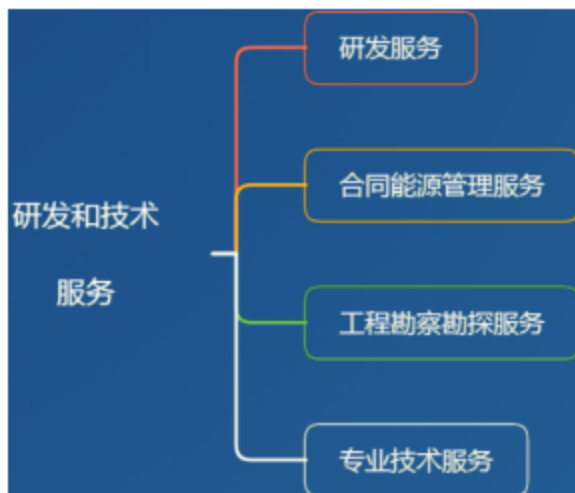 研发服务
合同能源管理服务
研发和技术
服务
工程勘察勘探服务
专业技术服务